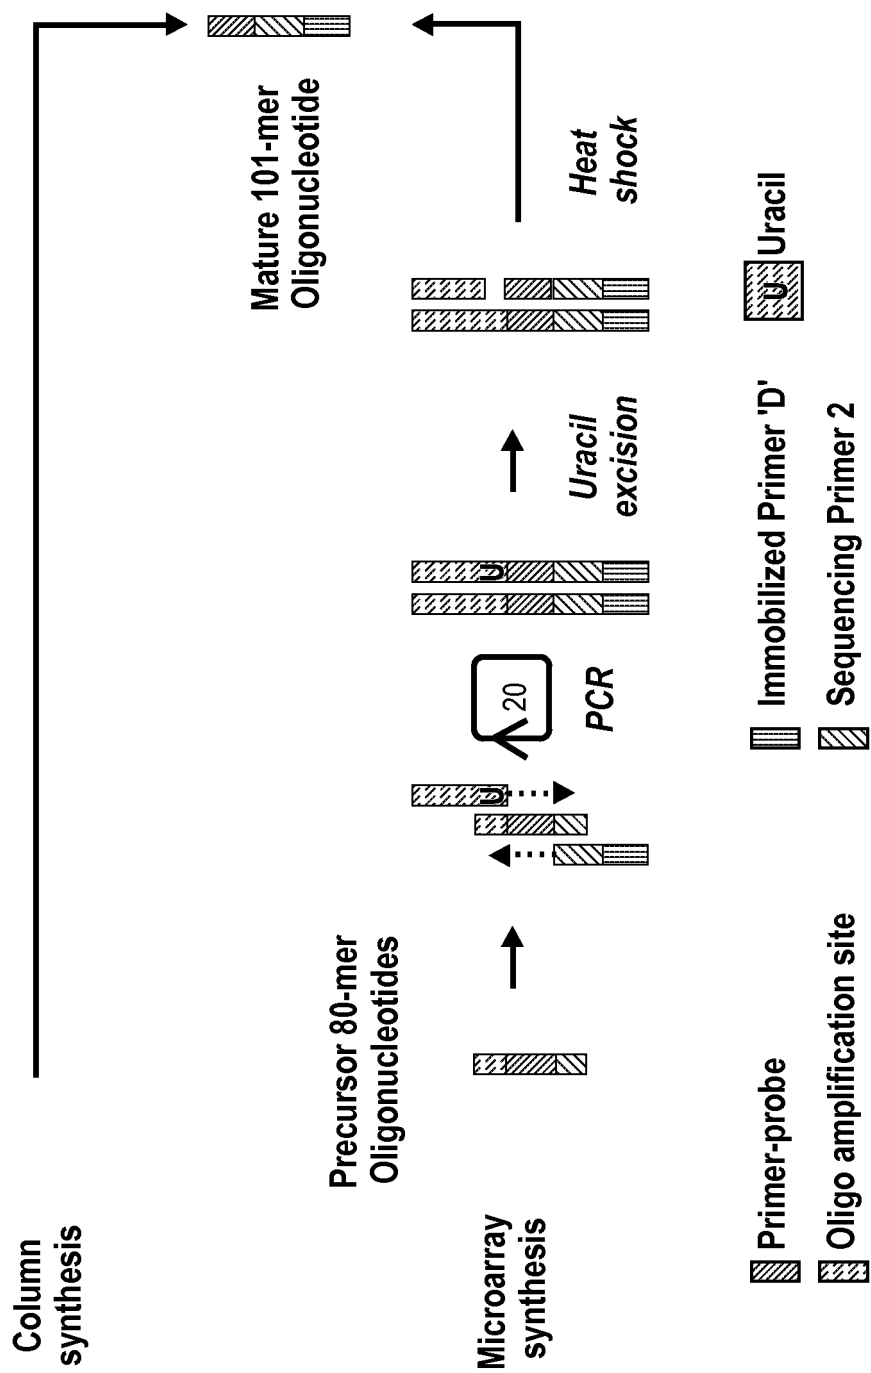 Column
synthesis
Mature 101-mer
Oligonucleotide
Precursor 80-mer
Oligonucleotides
Microarray
synthesis
U
20
PCR
U
Uracil
excision
Heat
shock
Primer-probe
Oligo amplification site
Immobilized Primer 'D'
Sequencing Primer 2
U
Uracil